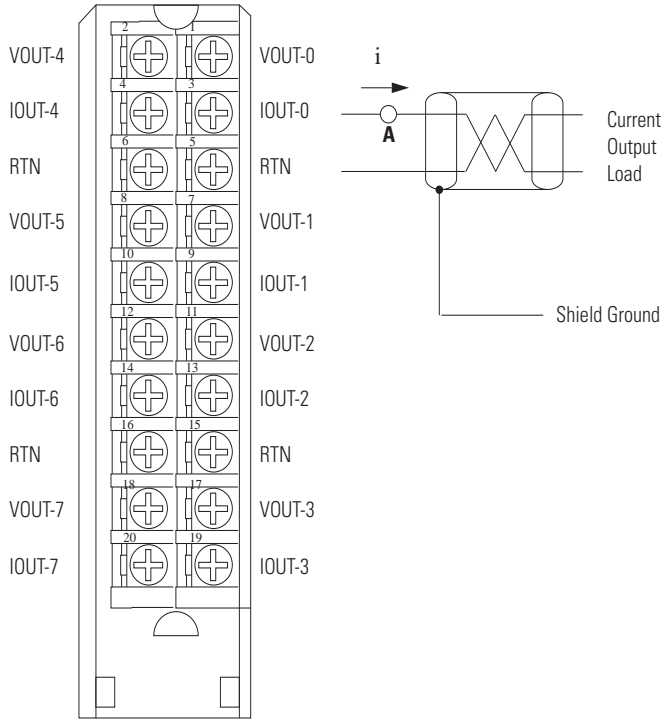 2 1
VOUT-4 VOUT-0
4 3
IOUT-4 IOUT-0
6 5
RTN RTN
8 7
VOUT-5 VOUT-1
10 9
IOUT-5 IOUT-1
12 11
VOUT-6 VOUT-2
14 13
IOUT-6 IOUT-2
16 15
RTN RTN
18 17
VOUT-7 VOUT-3
20 19
IOUT-7 IOUT-3
i
A
Current
Output
Load
Shield Ground